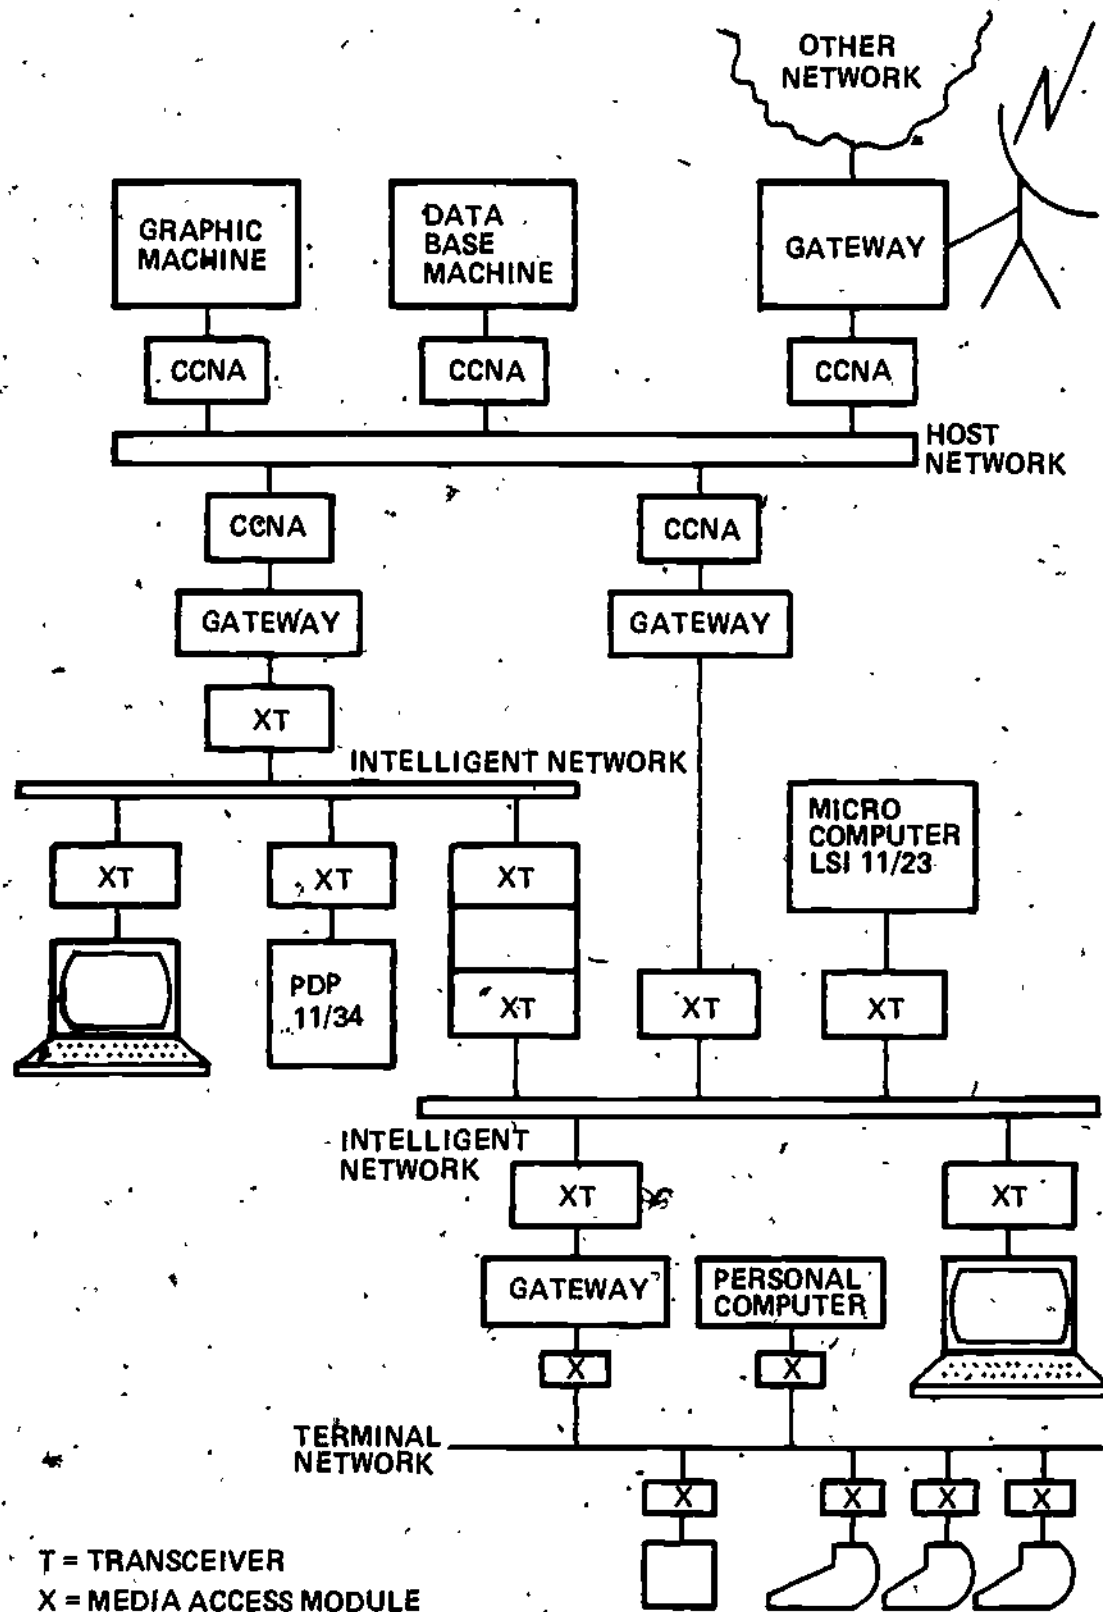 OTHER
NETWORK
GRAPHIC
MACHINE
DATA
BASE
MACHINE
GATEWAY
CCNA
CCNA
CCNA
HOST
NETWORK
CCNA
CCNA
GATEWAY
GATEWAY
XT
INTELLIGENT NETWORK
MICRO
COMPUTER
LSI 11/23
XT
XT
XT
PDP
11/34
XT
XT
XT
INTELLIGENT
NETWORK
XT
XT
GATEWAY
PERSONAL
COMPUTER
X
X
TERMINAL
NETWORK
X
X
X
X
T = TRANSCEIVER
X = MEDIA ACCESS MODULE